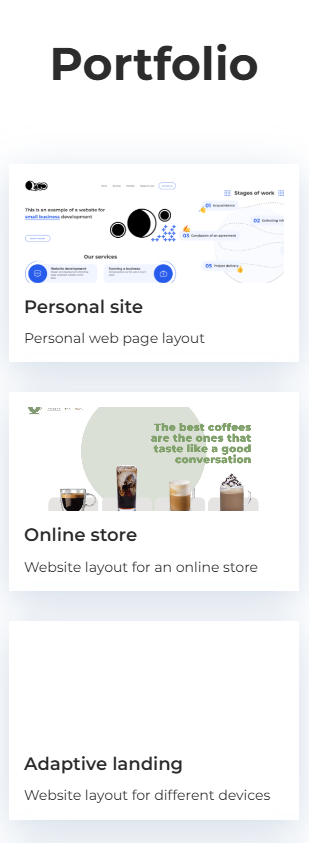 Portfolio
This is an example of a website for
small business development
Our services
Website development
Running a business
Stages of work
01 Acquaintance
02 Collecting
03 Conclusion of an agreement
05 Project delivery
Personal site
Personal web page layout
The best coffees
are the ones that
taste like a good
conversation
Online store
Website layout for an online store
Adaptive landing
Website layout for different devices